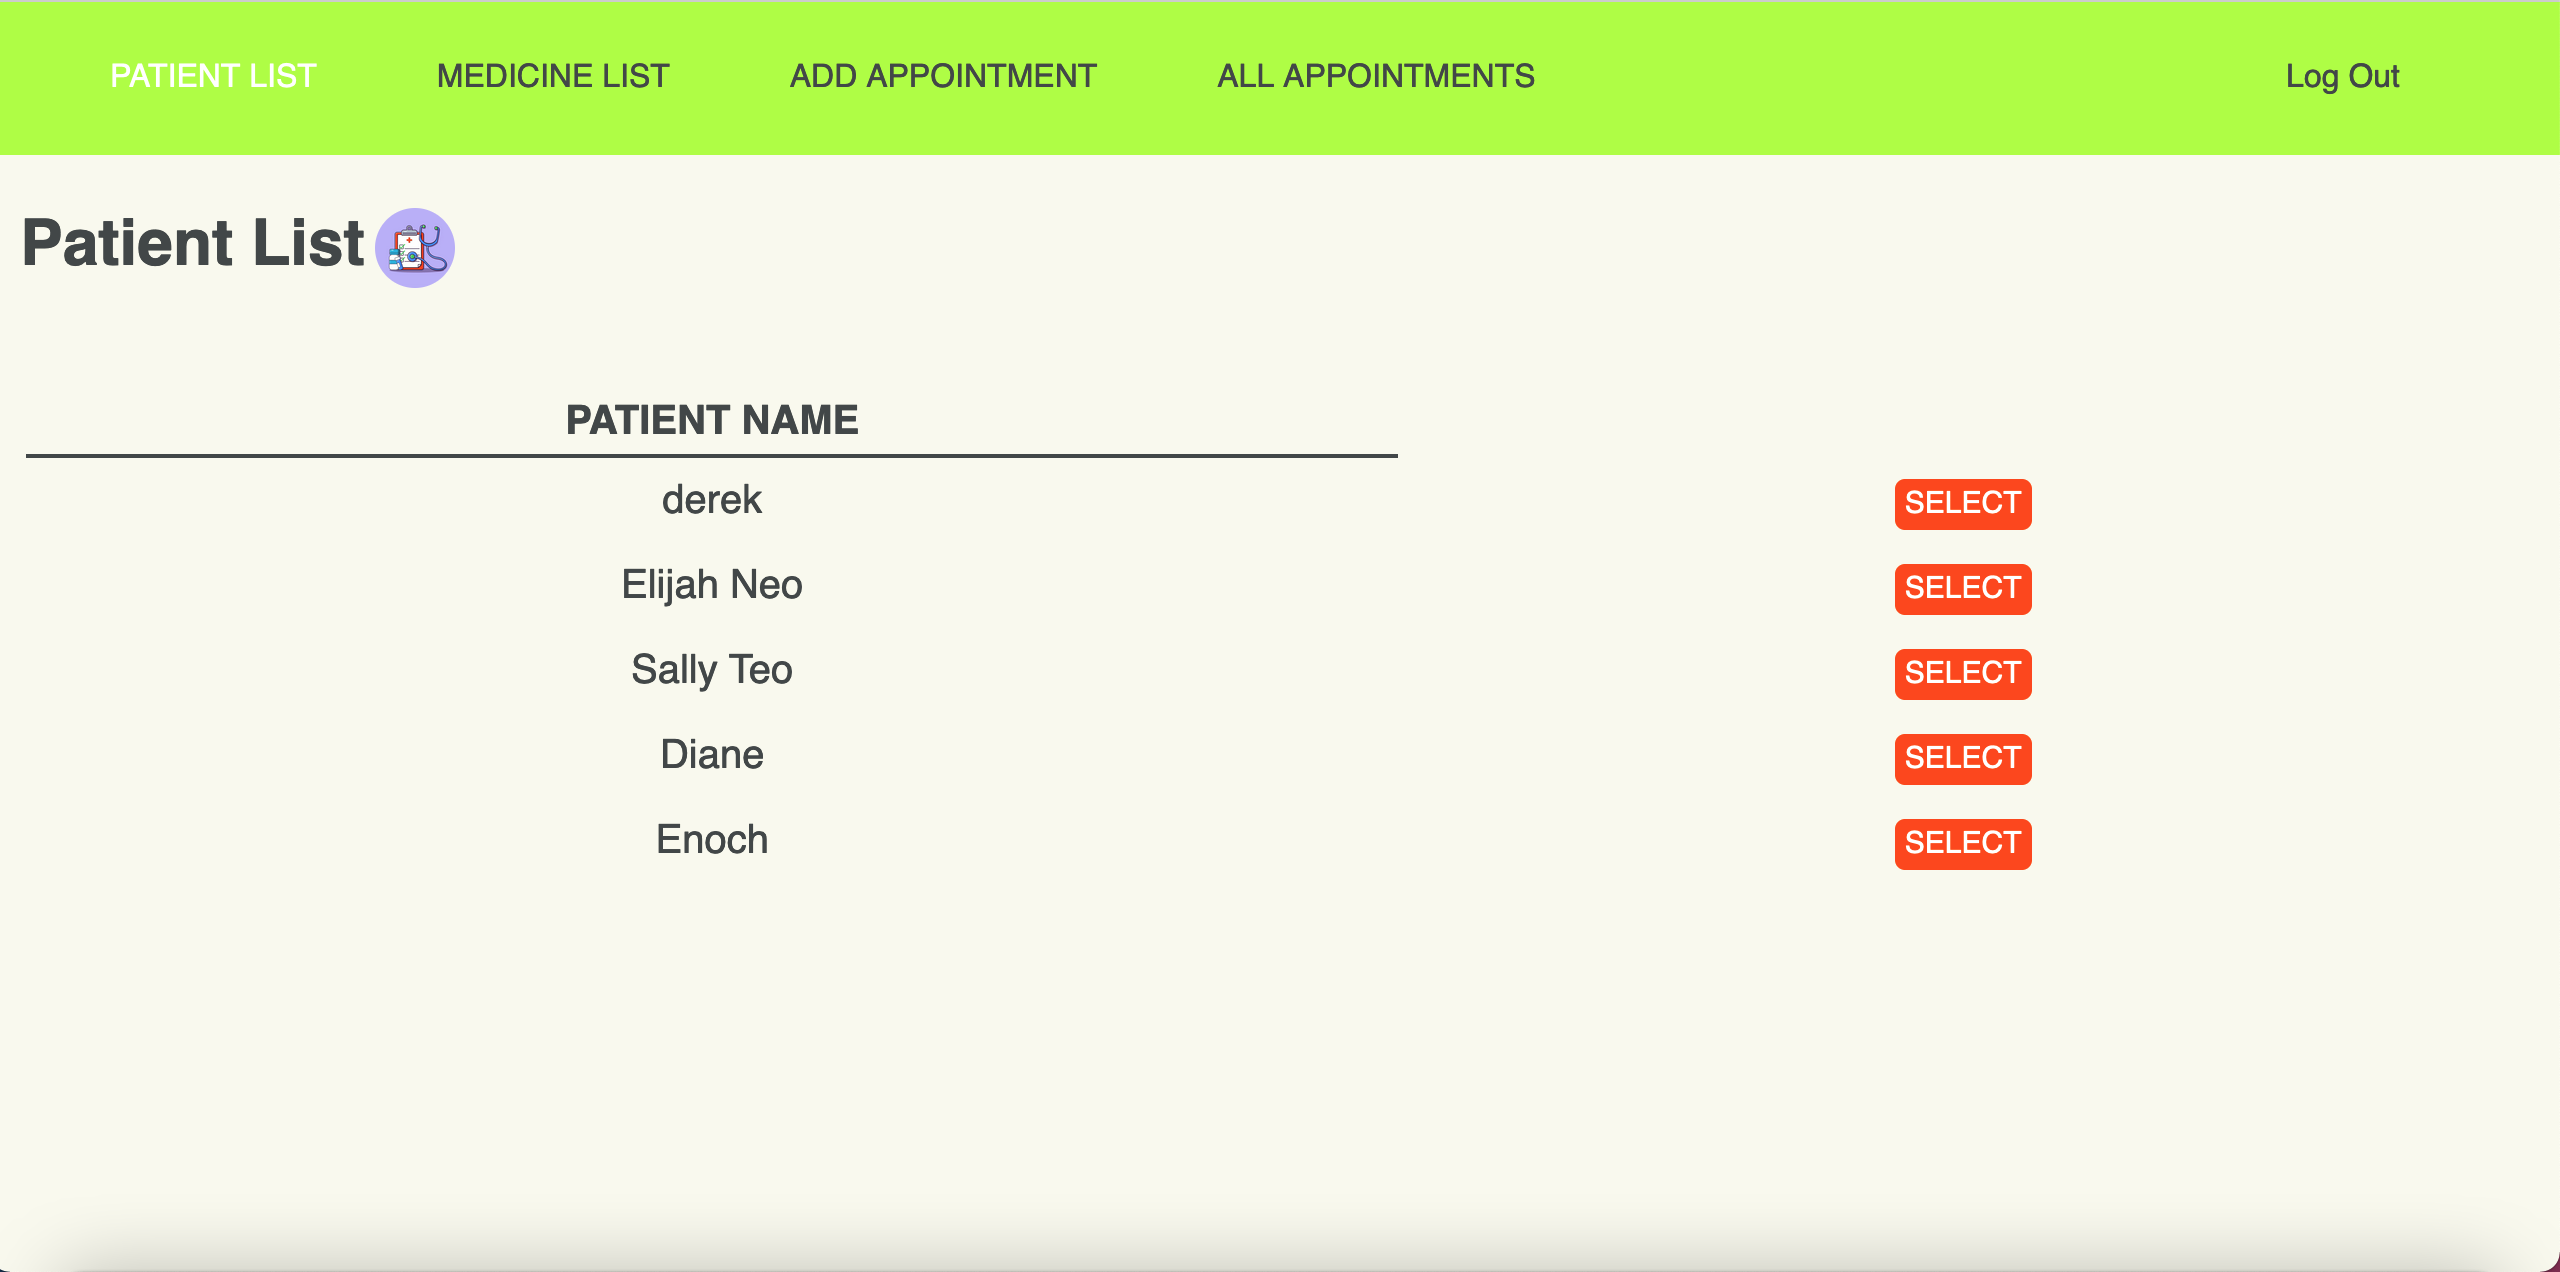 PATIENT LIST MEDICINE LIST ADD APPOINTMENT ALL APPOINTMENTS Log Out
Patient List
PATIENT NAME
derek SELECT
Elijah Neo SELECT
Sally Teo SELECT
Diane SELECT
Enoch SELECT